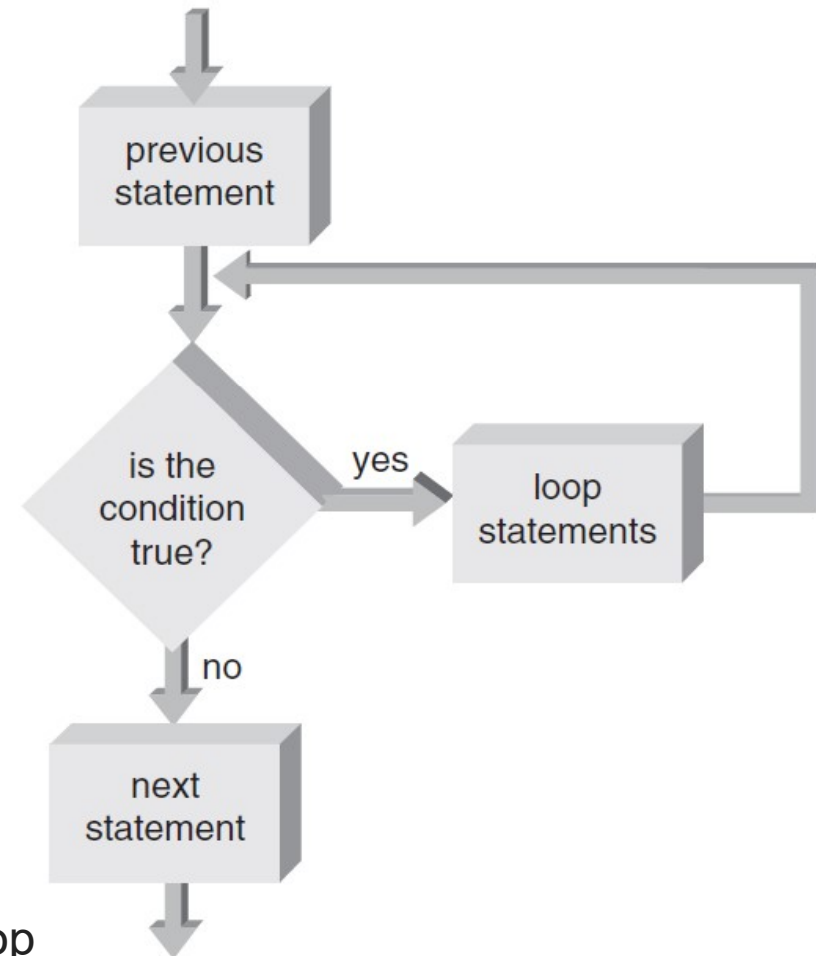 previous
statement
is the
condition
true?
yes
loop
statements
no
next
statement